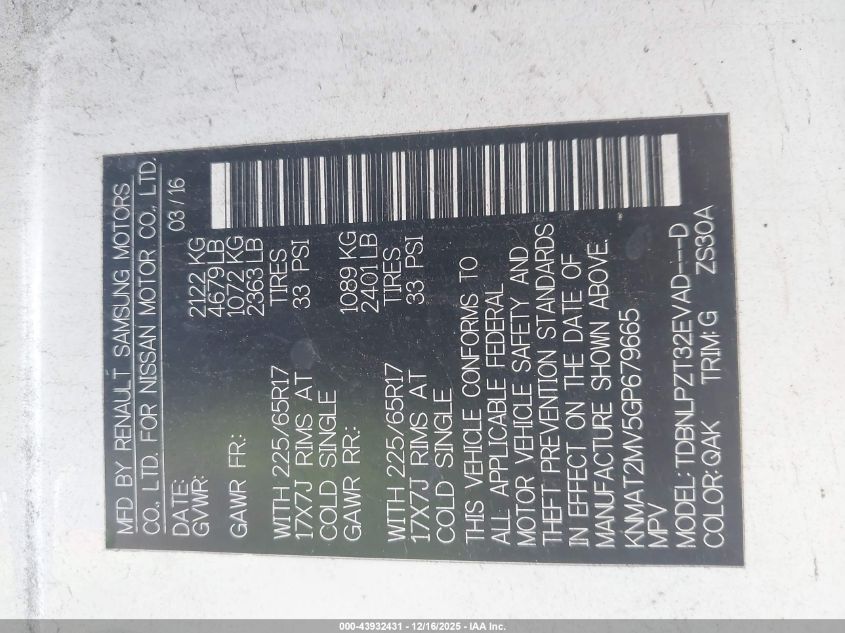 MFD BY RENAULT SAMSUNG MOTORS
CO., LTD. FOR NISSAN MOTOR CO., LTD.
DATE: 03 / 16
GVWR: 2122 KG
4679 LB
GAWR FR: 1072 KG
2363 LB
WITH 225/65R17 TIRES
17X7J RIMS AT 33 PSI
COLD SINGLE
GAWR RR: 1089 KG
2401 LB
WITH 225/65R17 TIRES
17X7J RIMS AT 33 PSI
COLD SINGLE
THIS VEHICLE CONFORMS TO
ALL APPLICABLE FEDERAL
MOTOR VEHICLE SAFETY AND
THEFT PREVENTION STANDARDS
IN EFFECT ON THE DATE OF
MANUFACTURE SHOWN ABOVE.
KNMAT2MV5GP679665
MPV
MODEL: TDBNLPZT32EVAD---D
COLOR: QAK TRIM: G ZS30A
000-43932431 - 12/16/2025 - IAA Inc.